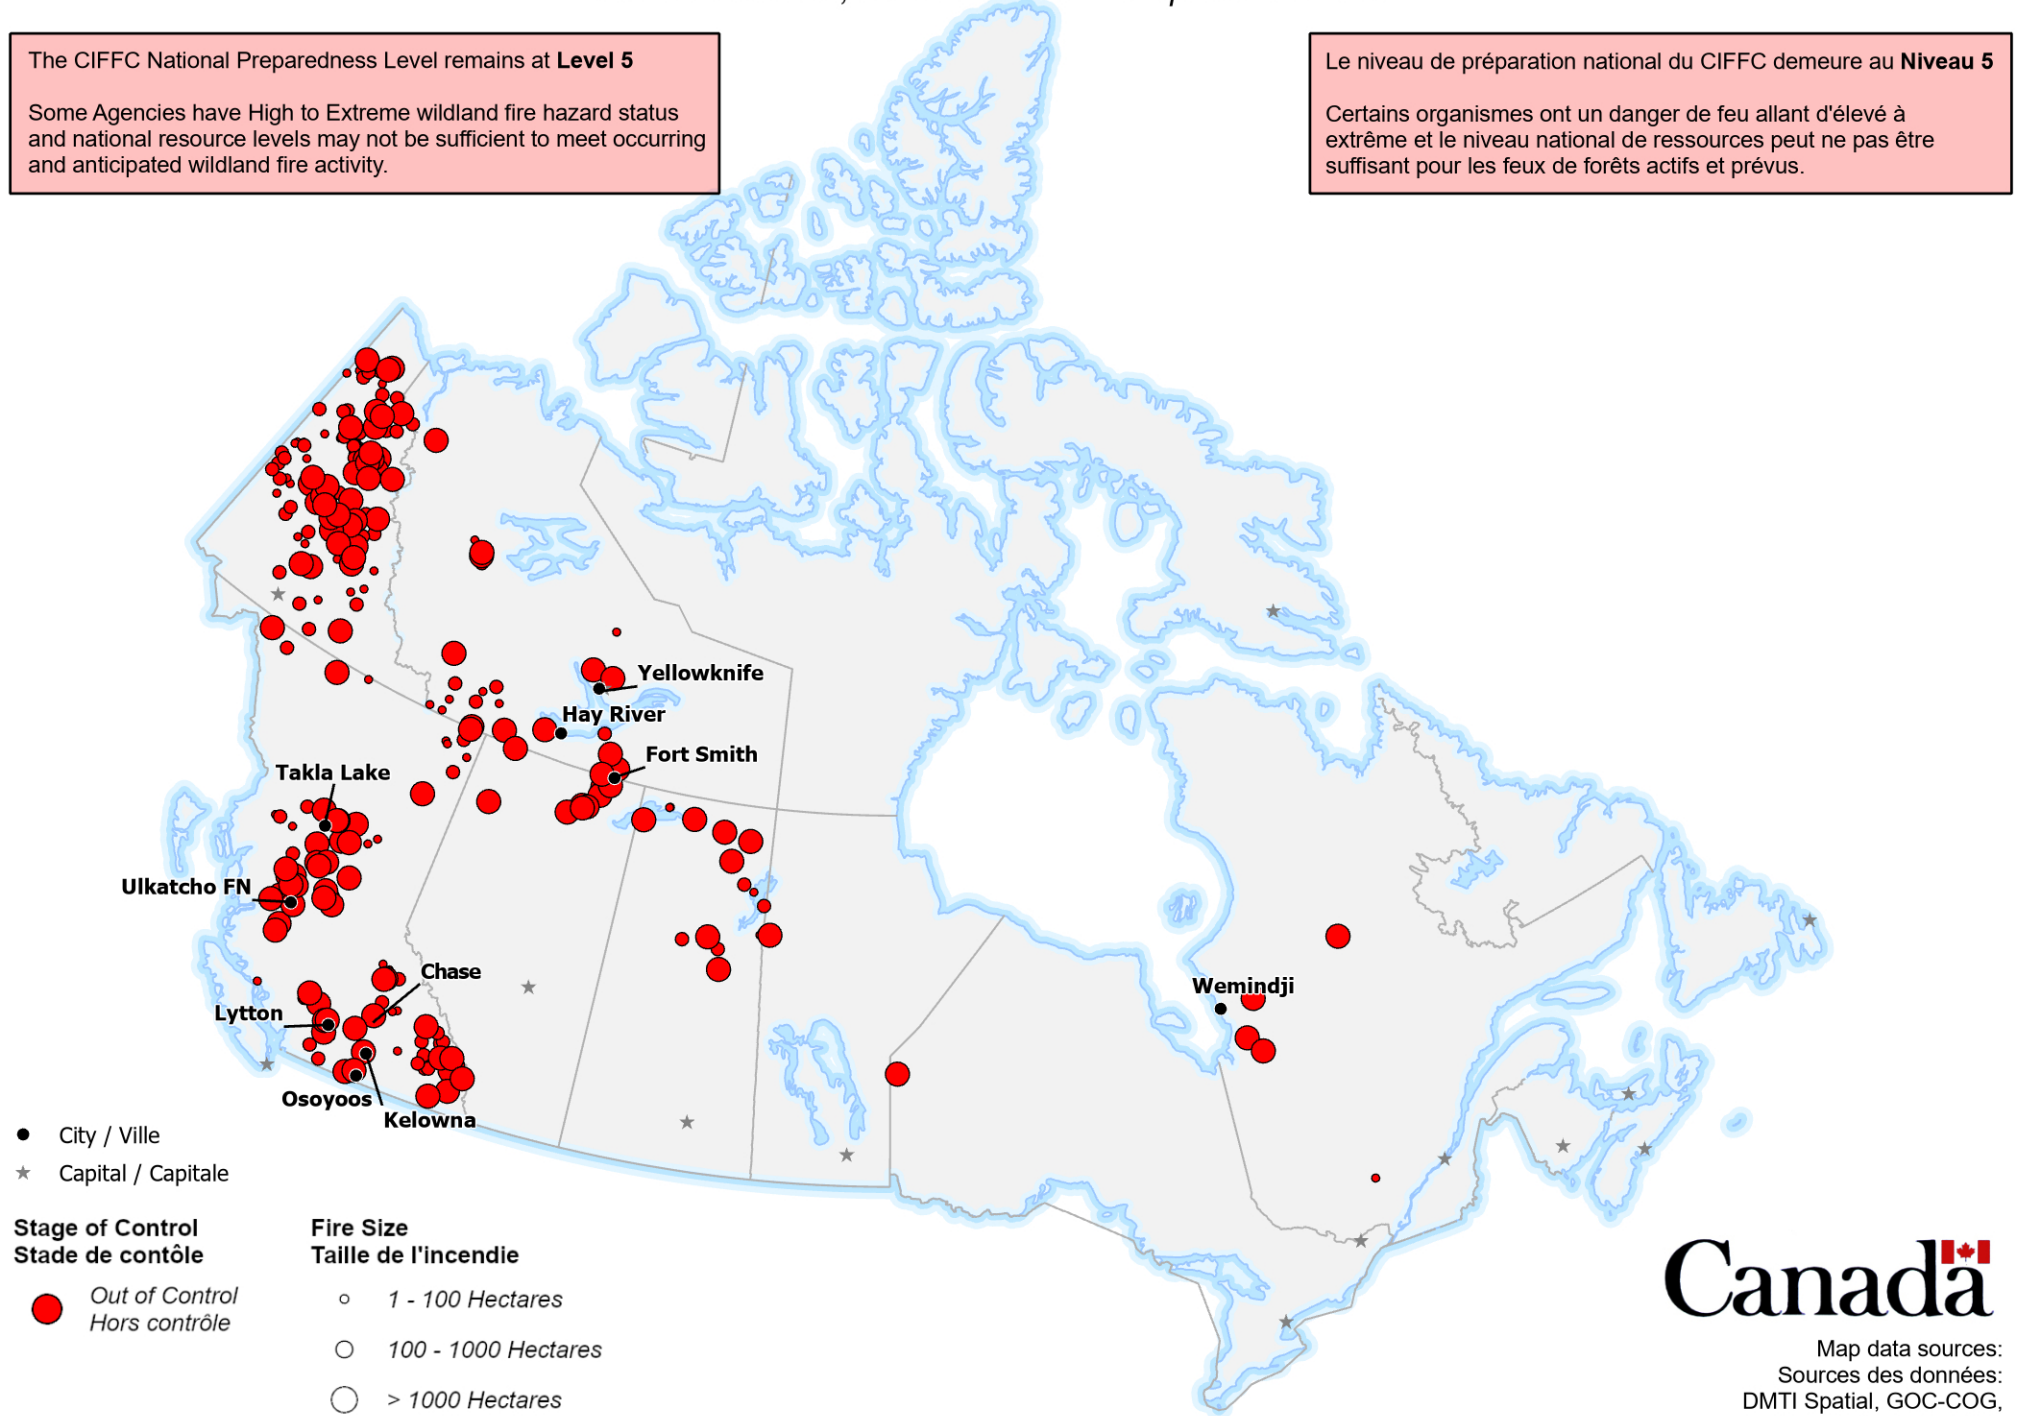 The CIFFC National Preparedness Level remains at Level 5
Some Agencies have High to Extreme wildland fire hazard status
and national resource levels may not be sufficient to meet occurring
and anticipated wildland fire activity.
Le niveau de préparation national du CIFFC demeure au Niveau 5
Certains organismes ont un danger de feu allant d'élevé à
extrême et le niveau national de ressources peut ne pas être
suffisant pour les feux de forêts actifs et prévus.
Yellowknife
Hay River
Fort Smith
Takla Lake
Ulkatcho FN
Chase
Lytton
Osoyoos
Kelowna
Wemindji
City / Ville
Capital / Capitale
Stage of Control
Stade de contôle
Out of Control
Hors contrôle
Fire Size
Taille de l'incendie
1 - 100 Hectares
100 - 1000 Hectares
> 1000 Hectares
Canada
Map data sources:
Sources des données:
DMTI Spatial, GOC-COG,